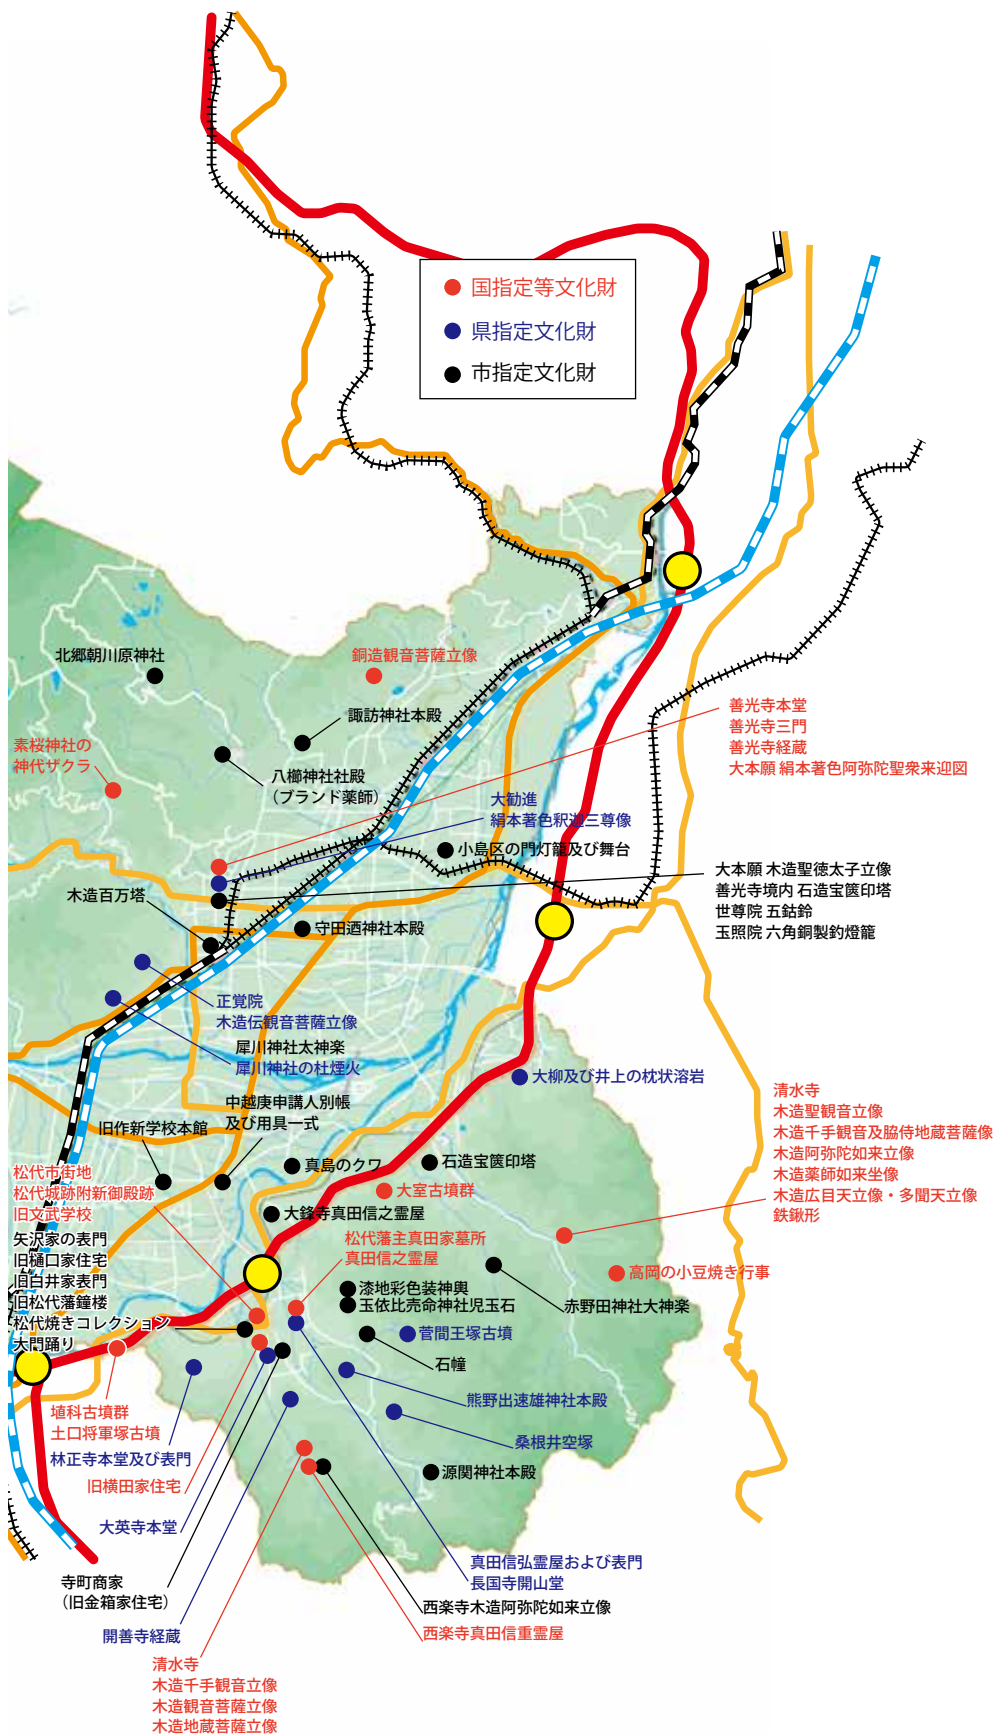 国指定等文化財
県指定文化財
市指定文化財
北郷朝川原神社
銅造観音菩薩立像
諏訪神社本殿
素桜神社の
神代ザクラ
八櫛神社社殿
（ブランド薬師）
善光寺本堂
善光寺三門
善光寺経蔵
大本願 絹本著色阿弥陀聖衆来迎図
大勧進
絹本著色釈迦三尊像
小島区の門灯籠及び舞台
木造百万塔
大本願 木造聖徳太子立像
善光寺境内 石造宝篋印塔
世尊院 五鈷鈴
玉照院 六角銅製釣燈籠
守田迺神社本殿
正覚院
木造伝観音菩薩立像
犀川神社太神楽
犀川神社の杜煙火
大柳及び井上の枕状溶岩
中越庚申講人別帳
及び用具一式
旧作新学校本館
真島のクワ
石造宝篋印塔
大室古墳群
大鋒寺真田信之霊屋
清水寺
木造聖観音立像
木造千手観音及脇侍地蔵菩薩像
木造阿弥陀如来立像
木造薬師如来坐像
木造広目天立像・多聞天立像
鉄鍬形
松代市街地
松代城跡附新御殿跡
旧文武学校
矢沢家の表門
旧樋口家住宅
旧白井家表門
旧松代藩鐘楼
松代焼きコレクション
大門踊り
松代藩主真田家墓所
真田信之霊屋
高岡の小豆焼き行事
漆地彩色装神輿
玉依比売命神社児玉石
赤野田神社大神楽
菅間王塚古墳
石幢
熊野出速雄神社本殿
桑根井空塚
源関神社本殿
埴科古墳群
土口将軍塚古墳
林正寺本堂及び表門
旧横田家住宅
大英寺本堂
寺町商家
（旧金箱家住宅）
開善寺経蔵
清水寺
木造千手観音立像
木造観音菩薩立像
木造地蔵菩薩立像
真田信弘霊屋および表門
長国寺開山堂
西楽寺木造阿弥陀如来立像
西楽寺真田信重霊屋